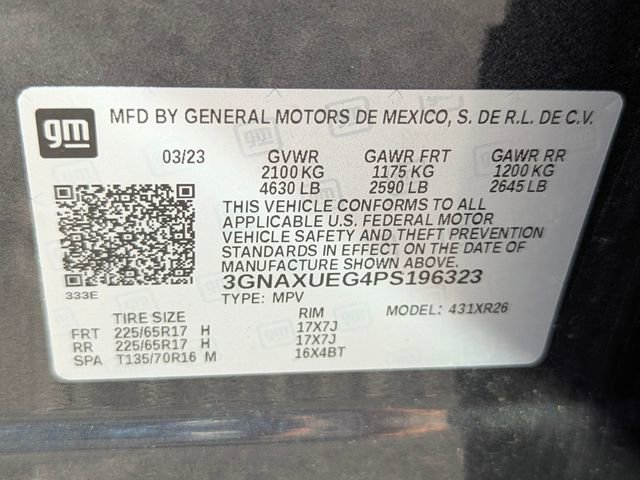 gm
MFD BY GENERAL MOTORS DE MEXICO, S. DE R.L. DE C.V.
03/23 GVWR GAWR FRT GAWR RR
2100 KG 1175 KG 1200 KG
4630 LB 2590 LB 2645 LB
THIS VEHICLE CONFORMS TO ALL
APPLICABLE U.S. FEDERAL MOTOR
VEHICLE SAFETY AND THEFT PREVENTION
STANDARDS IN EFFECT ON THE DATE OF
MANUFACTURE SHOWN ABOVE.
333E
3GNAXUEG4PS196323
TYPE: MPV MODEL: 431XR26
TIRE SIZE RIM
FRT 225/65R17 H 17X7J
RR 225/65R17 H 17X7J
SPA T135/70R16 M 16X4BT